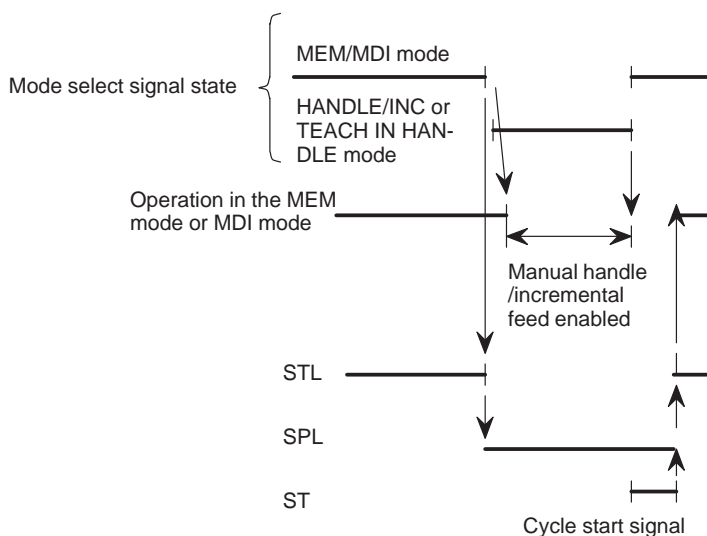 MEM/MDI mode
Mode select signal state
HANDLE/INC or
TEACH IN HAN-
DLE mode
Operation in the MEM
mode or MDI mode
Manual handle
/incremental
feed enabled
STL
SPL
ST
Cycle start signal